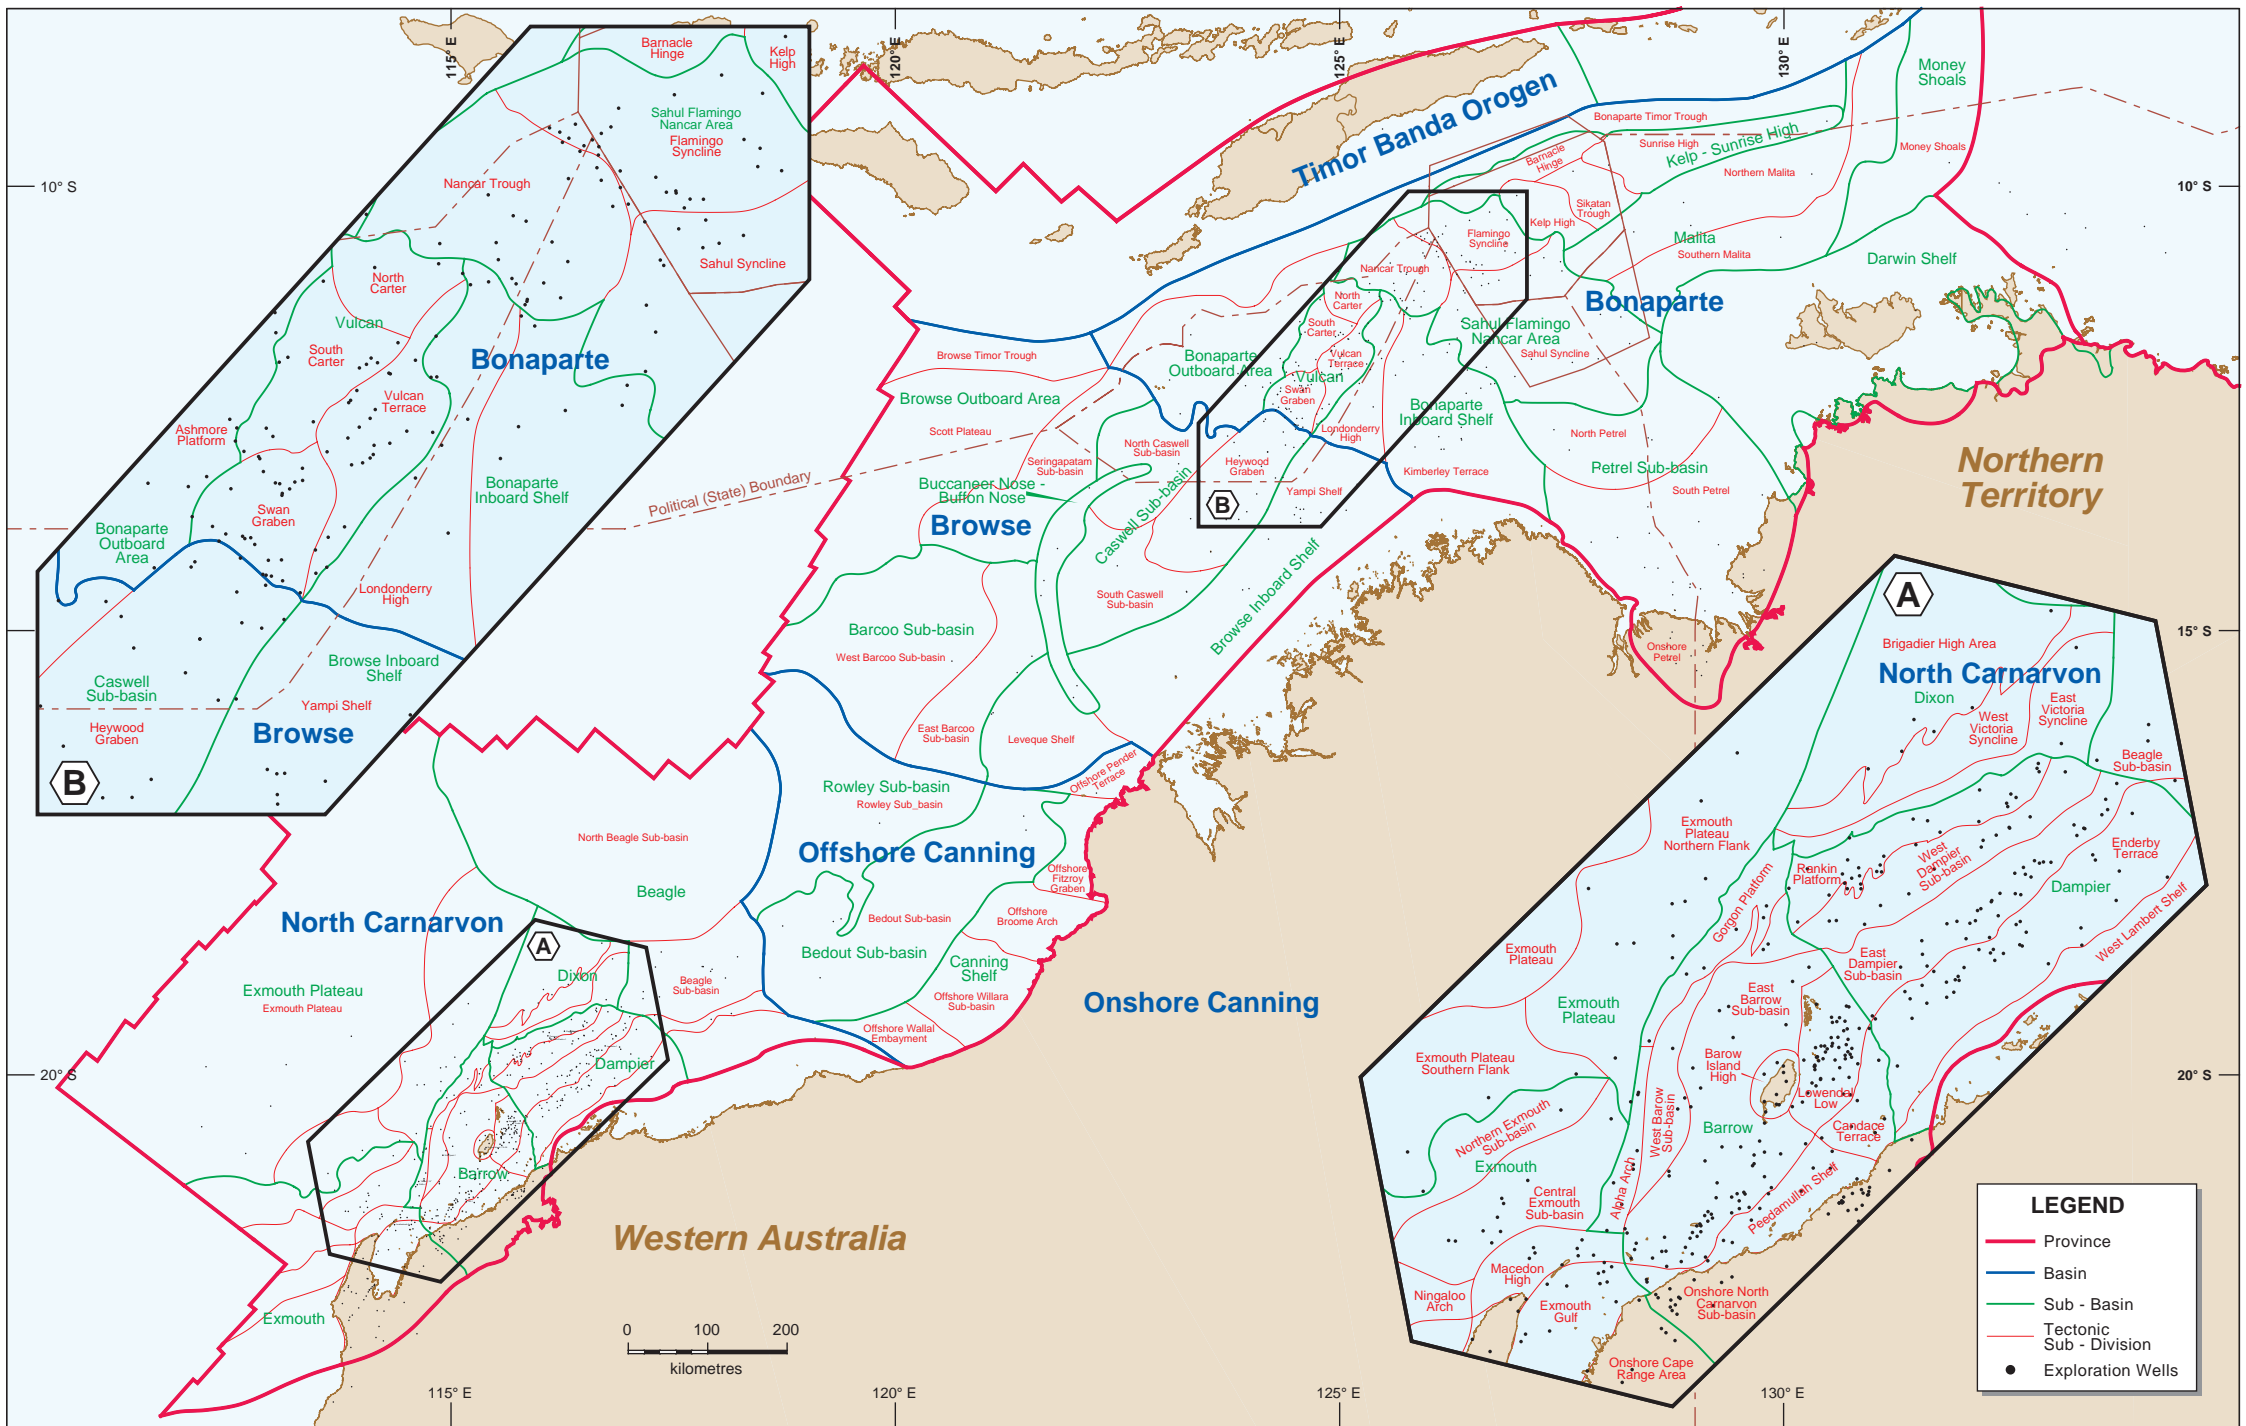 115° E
120° E
125° E
130° E
10° S
10° S
15° S
20° S
20° S
115° E
120° E
125° E
130° E
Barnacle
Hinge
Kelp
High
Sahul Flamingo
Nancar Area
Flamingo
Syncline
Nancar Trough
North
Carter
Sahul Syncline
Vulcan
South
Carter
Bonaparte
Vulcan
Terrace
Ashmore
Platform
Bonaparte
Inboard Shelf
Swan
Graben
Bonaparte
Outboard
Area
Londonderry
High
Browse Inboard
Shelf
Caswell
Sub-basin
Yampi Shelf
Heywood
Graben
Browse
B
Timor Banda Orogen
Money
Shoals
Bonaparte Timor Trough
Sunrise High
Kelp - Sunrise High
Money Shoals
Barnacle
Hinge
Northern Malita
Sikatan
Trough
Kelp High
Flamingo
Syncline
Malita
Southern Malita
Darwin Shelf
Nancar Trough
North
Carter
Bonaparte
South
Carter
Sahul Flamingo
Nancar Area
Sahul Syncline
Vulcan
Terrace
Vulcan
Swan
Graben
Bonaparte
Outboard Area
Browse Timor Trough
Browse Outboard Area
Scott Plateau
Bonaparte
Inboard Shelf
Londonderry
High
North Petrel
Petrel Sub-basin
South Petrel
Kimberley Terrace
North Caswell
Sub-basin
Seringapatam
Sub-basin
Heywood
Graben
Yampi Shelf
B
Political (State) Boundary
Buccaneer Nose -
Buffon Nose
Browse
Caswell Sub-basin
South Caswell
Sub-basin
Browse Inboard Shelf
Onshore
Petrel
Northern
Territory
Barcoo Sub-basin
West Barcoo Sub-basin
East Barcoo
Sub-basin
Leveque Shelf
Offshore Pender
Terrace
Rowley Sub-basin
Rowley Sub_basin
Offshore Canning
Offshore
Fitzroy
Graben
Offshore
Broome Arch
Bedout Sub-basin
Bedout Sub-basin
Canning
Shelf
Offshore Willara
Sub-basin
Offshore Wallal
Embayment
Onshore Canning
North Beagle Sub-basin
Beagle
North Carnarvon
A
Dixon
Beagle
Sub-basin
Exmouth Plateau
Exmouth Plateau
Dampier
Barrow
Exmouth
Western Australia
0
100
200
kilometres
A
Brigadier High Area
North Carnarvon
Dixon
West
Victoria
Syncline
East
Victoria
Syncline
Beagle
Sub-basin
Exmouth
Plateau
Northern Flank
Rankin
Platform
West
Dampier
Sub-basin
Enderby
Terrace
Dampier
Gorgon Platform
West Lambert Shelf
Exmouth
Plateau
East
Dampier
Sub-basin
Exmouth
Plateau
East
Barrow
Sub-basin
Exmouth Plateau
Southern Flank
Barow
Island
High
Lowendal
Low
Candace
Terrace
Northern Exmouth
Sub-basin
West Barow
Sub-basin
Barrow
Exmouth
Central
Exmouth
Sub-basin
Alpha Arch
Peedamullah Shelf
Macedon
High
Ningaloo
Arch
Exmouth
Gulf
Onshore North
Carnarvon
Sub-basin
Onshore Cape
Range Area
LEGEND
Province
Basin
Sub - Basin
Tectonic
Sub - Division
Exploration Wells